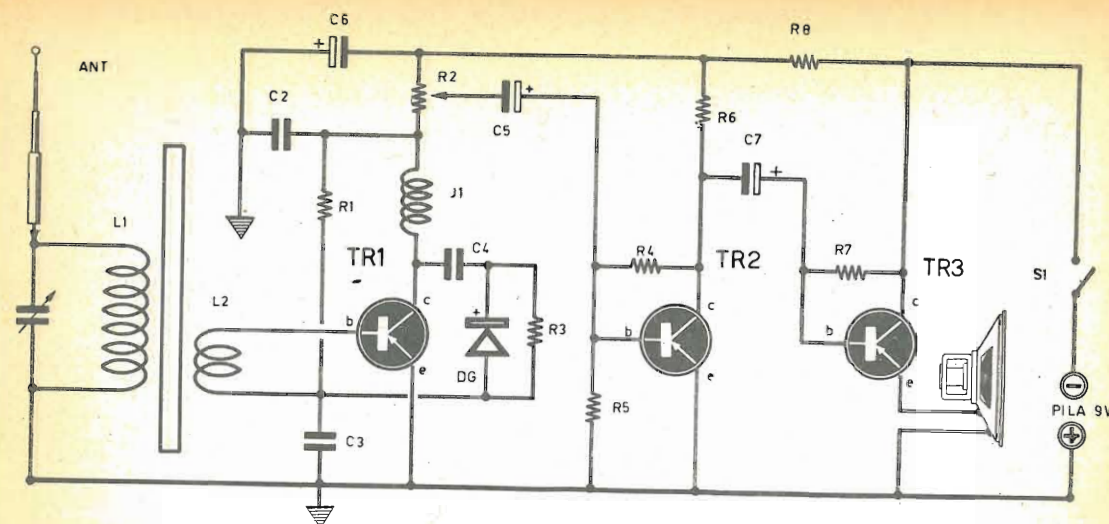 C6
R8
ANT
R2
C2
C5
R6
C7
L1
R1
J1
TR1
C4
R4
TR2
R7
TR3
S1
L2
b
c
e
+
DG
R3
b
c
e
b
c
e
R5
C3
PILA 9V
+
+
+
−
+